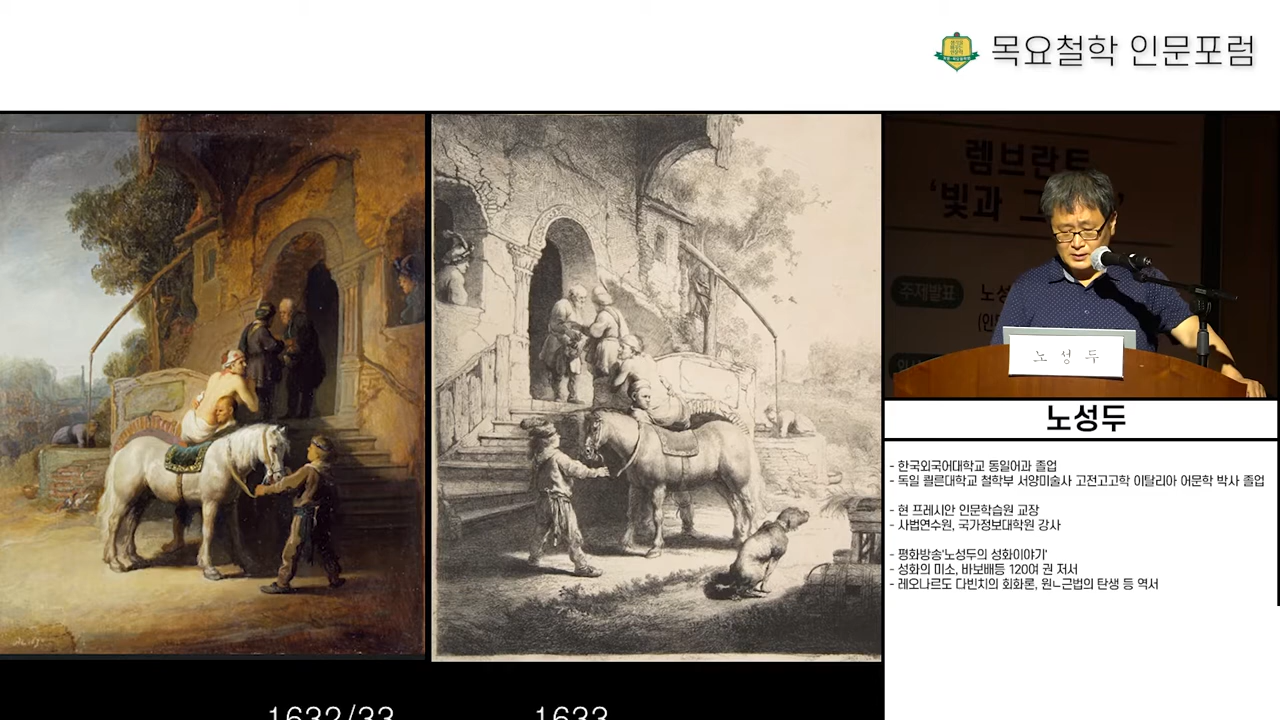 목요철학 인문포럼
렘브란트
‘빛과
주제발표
노 성 두
노성두
- 한국외국어대학교 동일어과 졸업
- 독일 쾰른대학교 철학부 서양미술사 고전고고학 이탈리아 어문학 박사 졸업
- 현 프레시안 인문학습원 교장
- 사법연수원, 국가정보대학원 강사
- 평화방송'노성두의 성화이야기'
- 성화의 미소, 바보배등 120여 권 저서
- 레오나르도 다빈치의 회화론, 원ㄴ근법의 탄생 등 역서
1632/33
1633